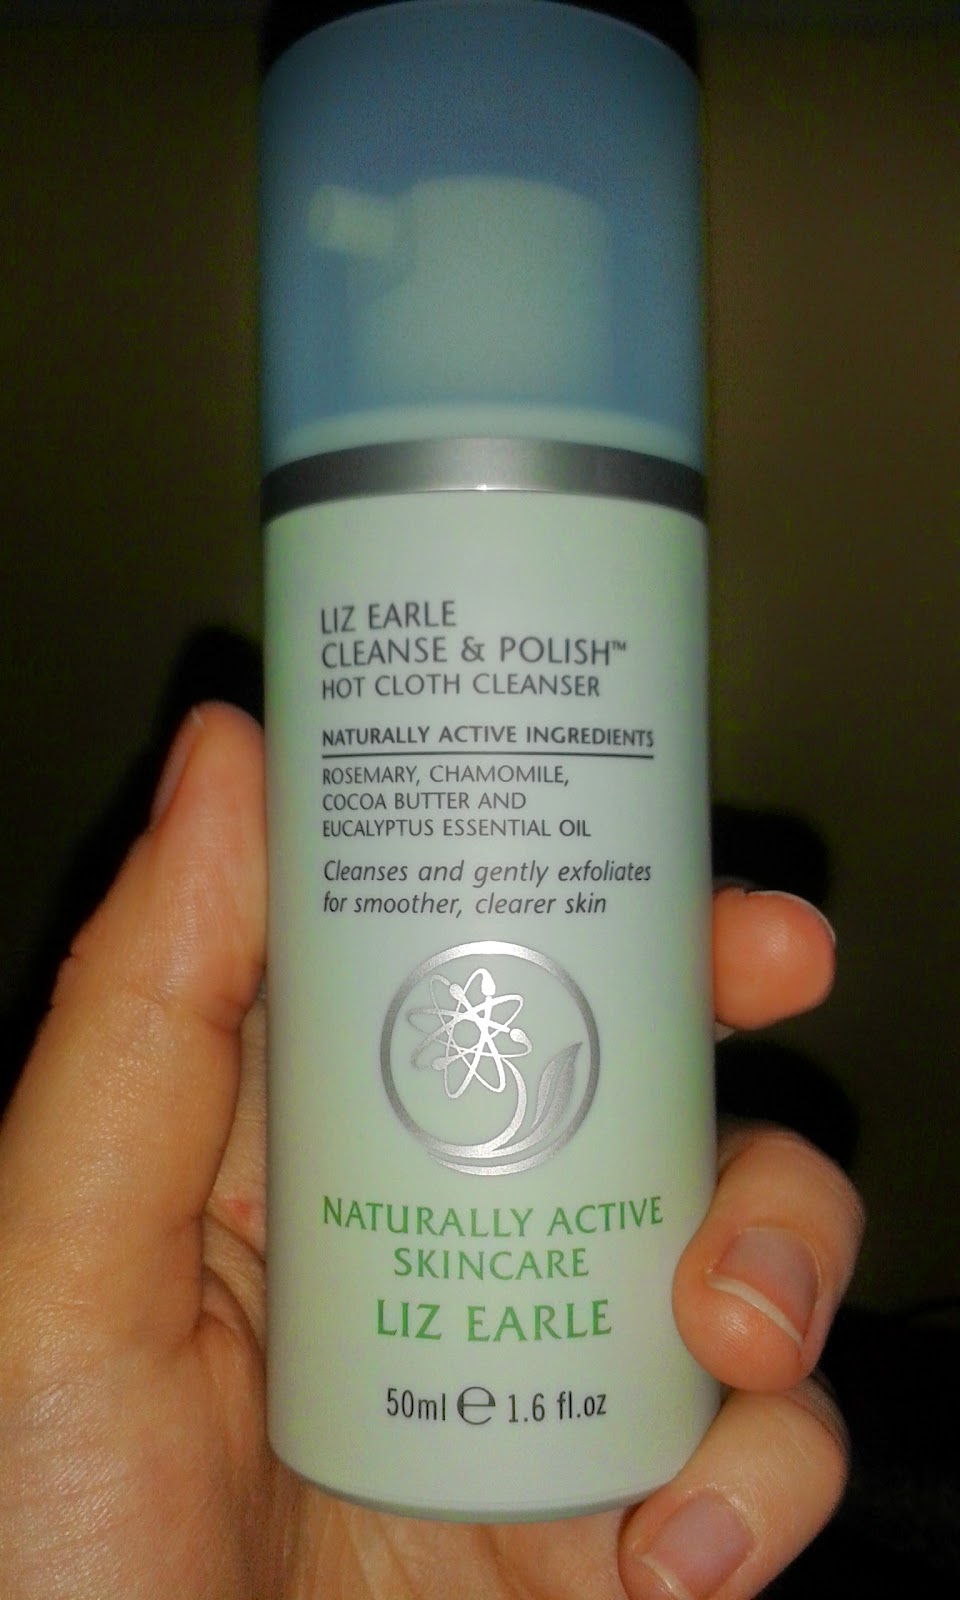 LIZ EARLE
CLEANSE & POLISH™
HOT CLOTH CLEANSER
NATURALLY ACTIVE INGREDIENTS
ROSEMARY, CHAMOMILE,
COCOA BUTTER AND
EUCALYPTUS ESSENTIAL OIL
Cleanses and gently exfoliates
for smoother, clearer skin
NATURALLY ACTIVE
SKINCARE
LIZ EARLE
50ml ℮ 1.6 fl.oz